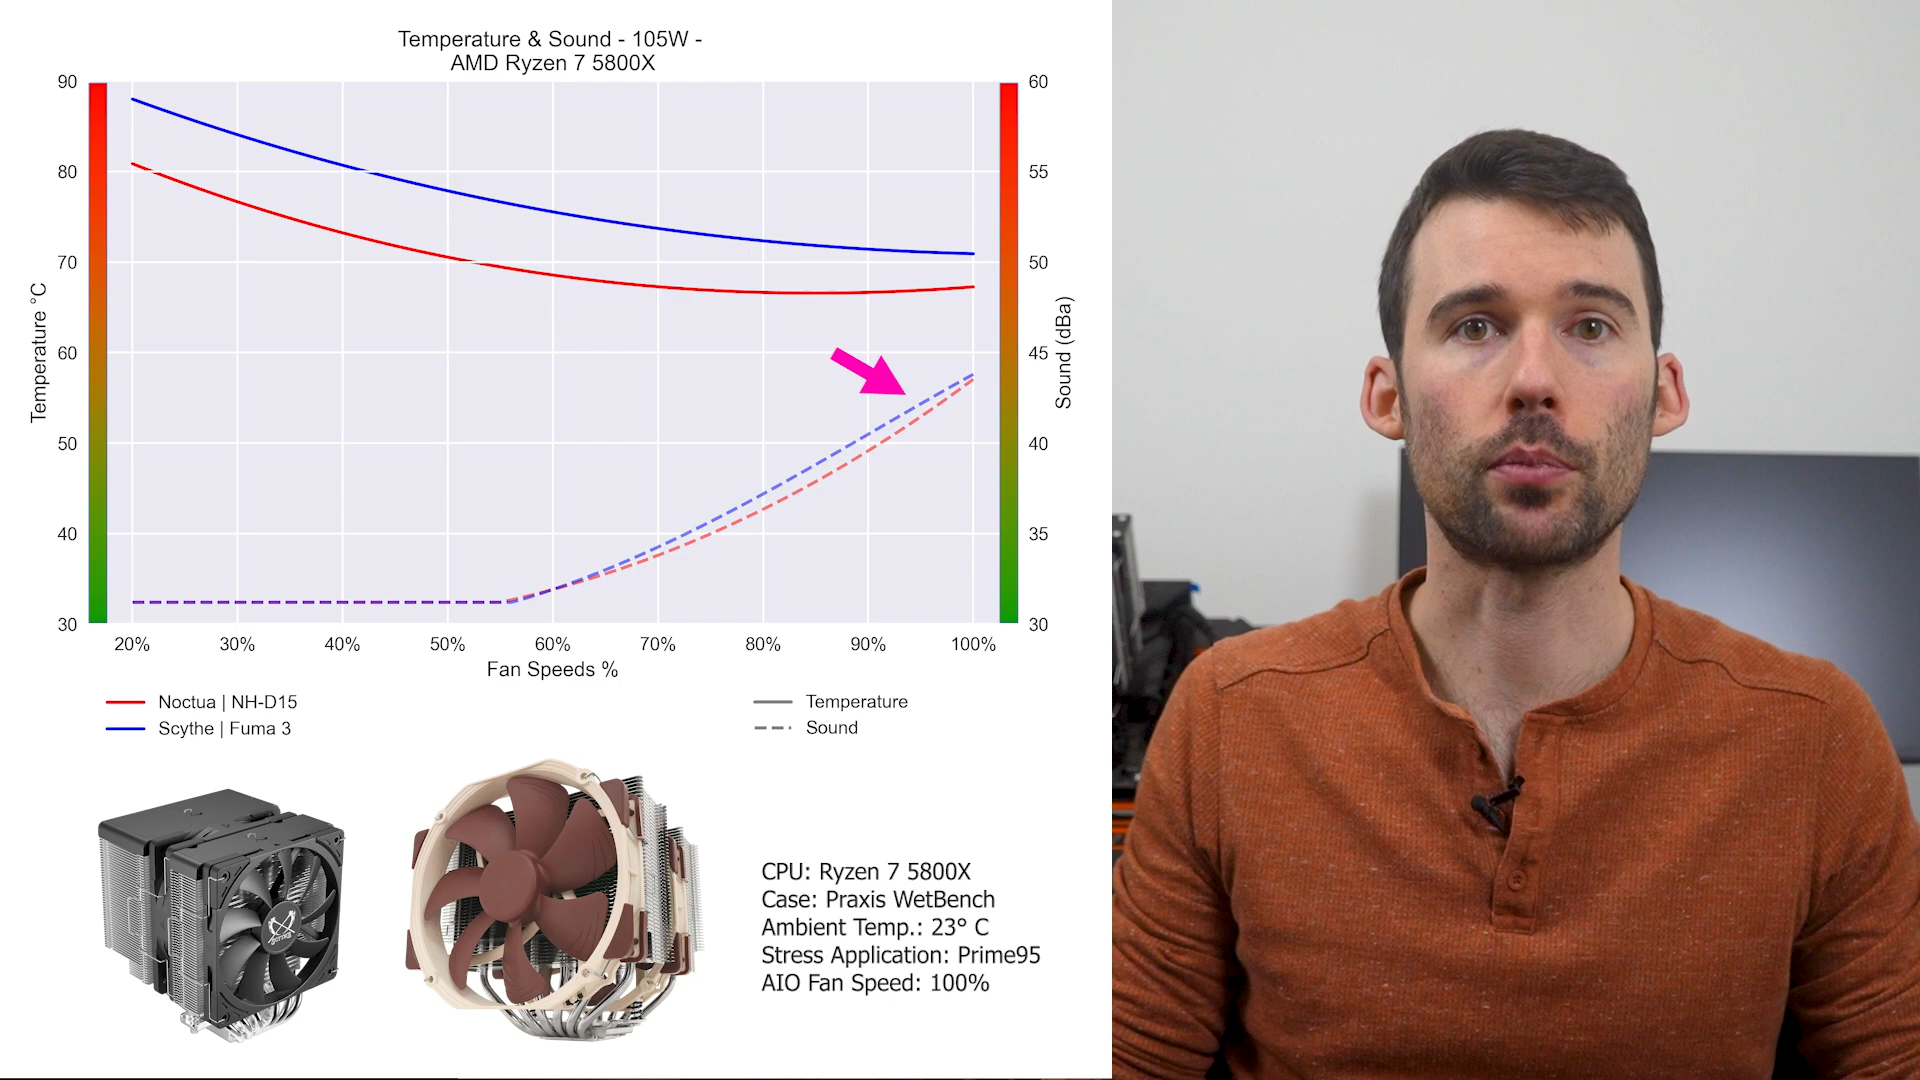 Temperature & Sound - 105W -
AMD Ryzen 7 5800X
90
80
70
60
50
40
30
Temperature °C
60
55
50
45
40
35
30
Sound (dBa)
20% 30% 40% 50% 60% 70% 80% 90% 100%
Fan Speeds %
Noctua | NH-D15
Scythe | Fuma 3
Temperature
Sound
CPU: Ryzen 7 5800X
Case: Praxis WetBench
Ambient Temp.: 23° C
Stress Application: Prime95
AIO Fan Speed: 100%